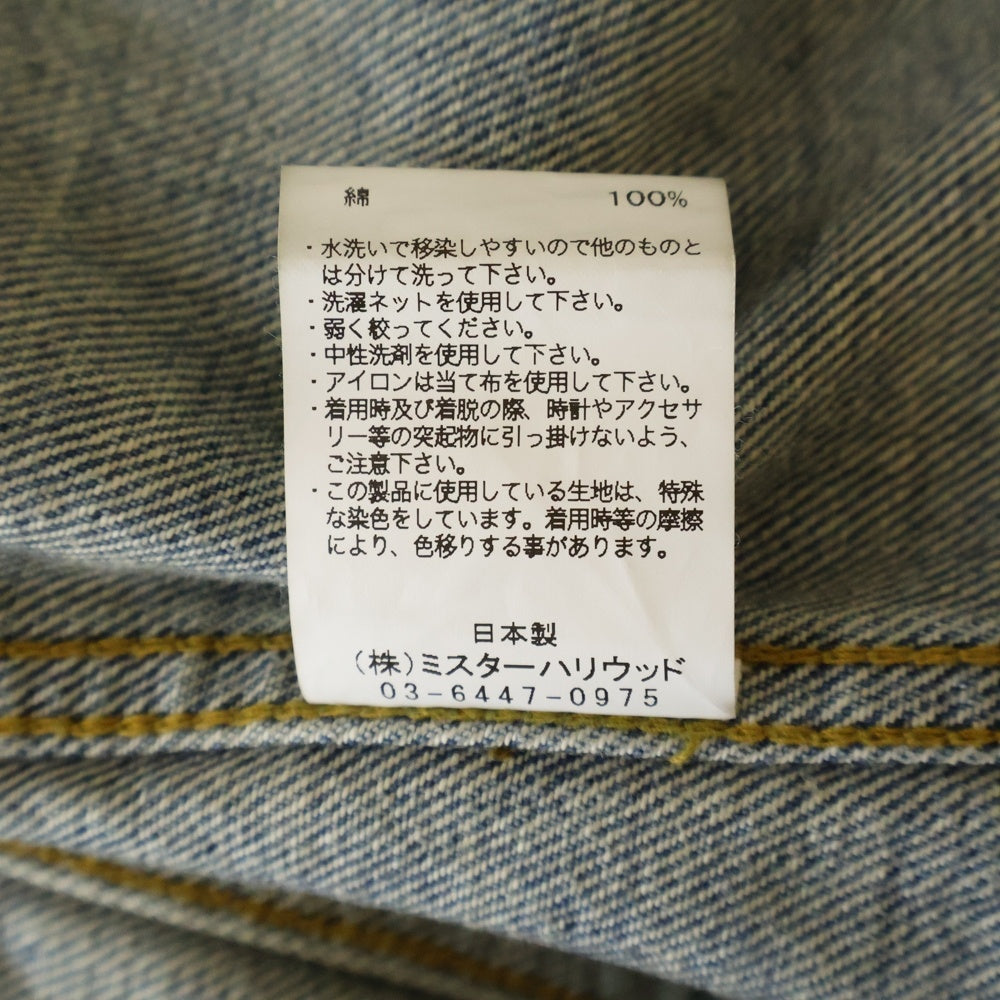 綿 100%
・水洗いで移染しやすいので他のものと
は分けて洗って下さい。
・洗濯ネットを使用して下さい。
・弱く絞ってください。
・中性洗剤を使用して下さい。
・アイロンは当て布を使用して下さい。
・着用時及び着脱の際、時計やアクセサ
リー等の突起物に引っ掛けないよう、
ご注意下さい。
・この製品に使用している生地は、特殊
な染色をしています。着用時等の摩擦
により、色移りする事があります。
日本製
(株)ミスターハリウッド
03-6447-0975